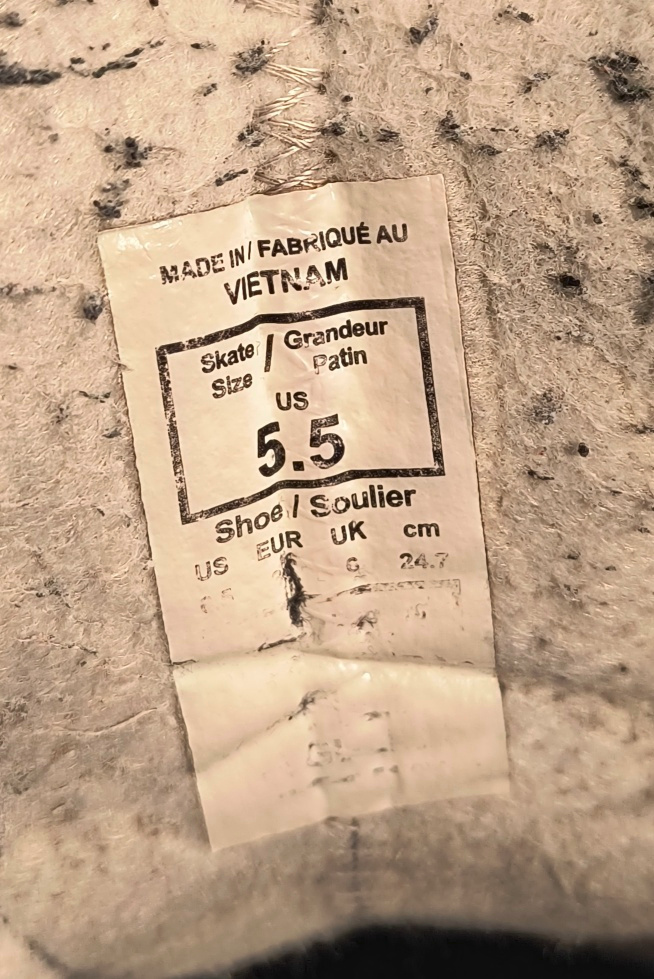 MADE IN/ FABRIQUÉ AU
VIETNAM
Skate / Grandeur
Size Patin
US
5.5
Shoe / Soulier
US EUR UK cm
24.7